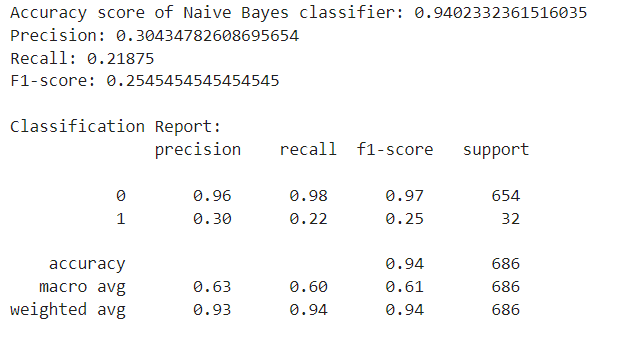 Accuracy score of Naive Bayes classifier: 0.9402332361516035
Precision: 0.30434782608695654
Recall: 0.21875
F1-score: 0.2545454545454545
Classification Report:
precision recall f1-score support
0 0.96 0.98 0.97 654
1 0.30 0.22 0.25 32
accuracy 0.94 686
macro avg 0.63 0.60 0.61 686
weighted avg 0.93 0.94 0.94 686